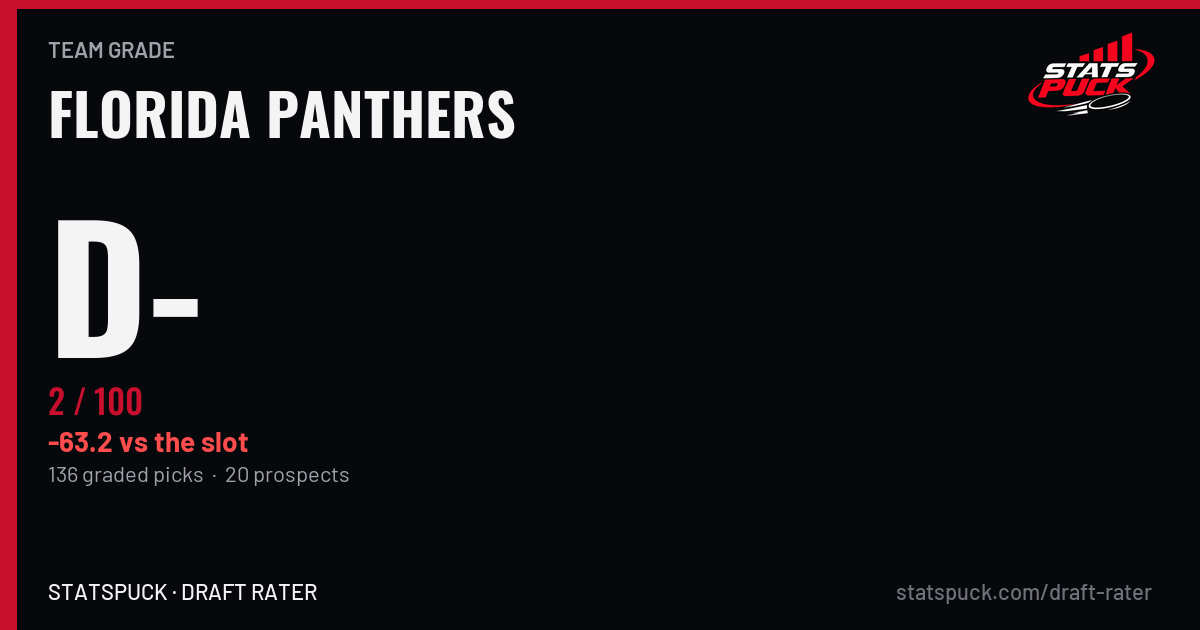 TEAM GRADE
STATS
PUCK
FLORIDA PANTHERS
D-
2 / 100
-63.2 vs the slot
136 graded picks · 20 prospects
STATSPUCK · DRAFT RATER
statspuck.com/draft-rater